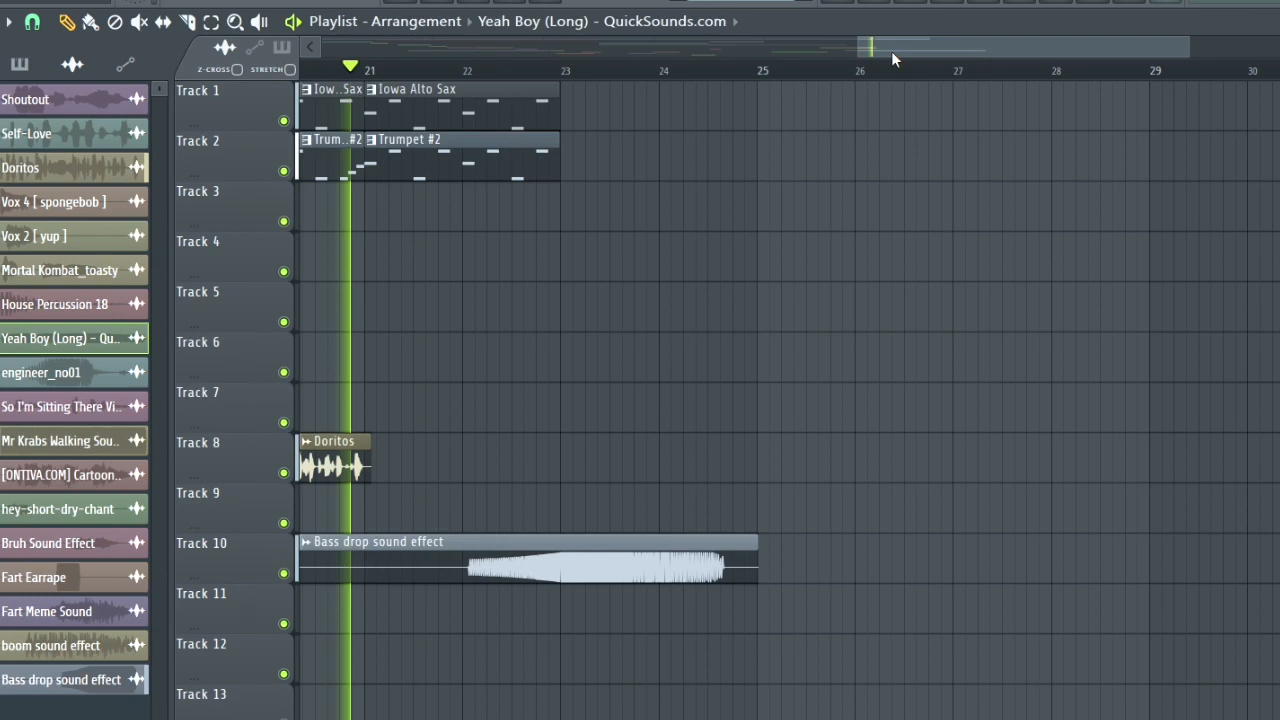 Playlist - Arrangement › Yeah Boy (Long) - QuickSounds.com ›
Z-CROSS STRETCH
21 22 23 24 25 26 27 28 29 30
Shoutout
Self-Love
Doritos
Vox 4 [ spongebob ]
Vox 2 [ yup ]
Mortal Kombat_toasty
House Percussion 18
Yeah Boy (Long) - Qu..
engineer_no01
So I'm Sitting There Vi..
Mr Krabs Walking Sou..
[ONTIVA.COM] Cartoon..
hey-short-dry-chant
Bruh Sound Effect
Fart Earrape
Fart Meme Sound
boom sound effect
Bass drop sound effect
Track 1
Iow..Sax Iowa Alto Sax
Track 2
Trum..#2 Trumpet #2
Track 3
Track 4
Track 5
Track 6
Track 7
Track 8
Doritos
Track 9
Track 10
Bass drop sound effect
Track 11
Track 12
Track 13